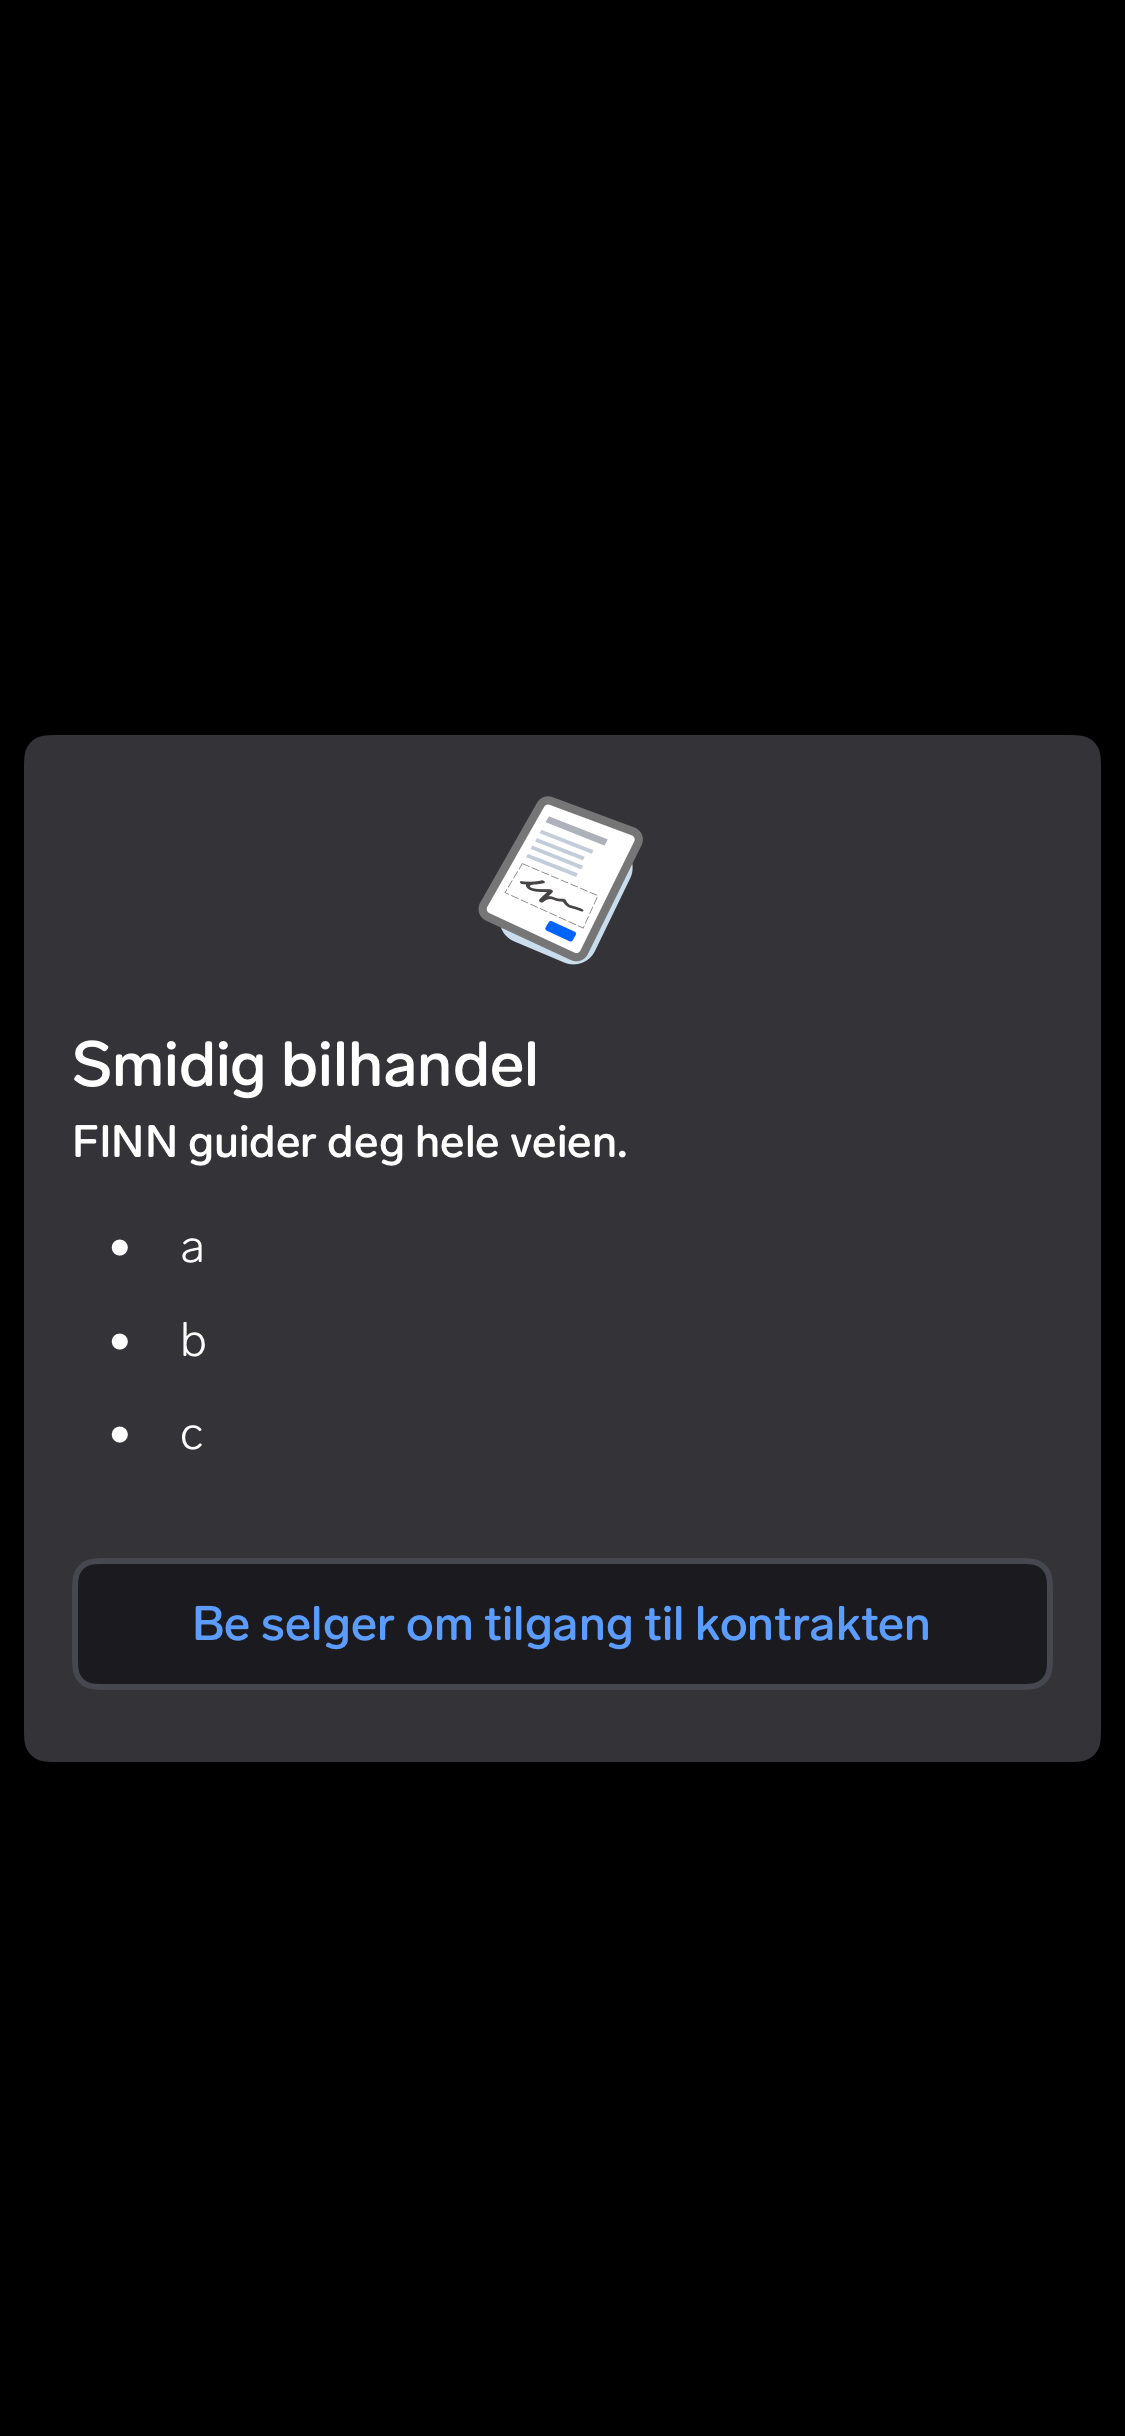 Smidig bilhandel
FINN guider deg hele veien.
• a
• b
• c
Be selger om tilgang til kontrakten